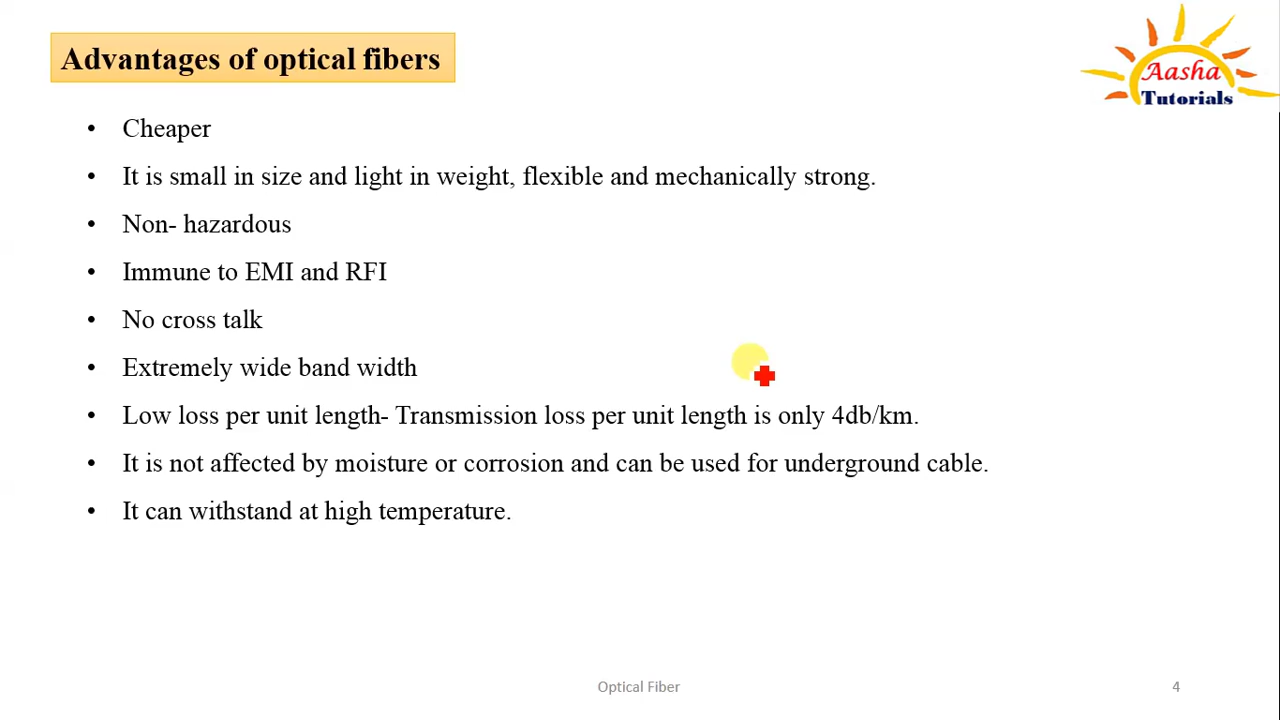 Advantages of optical fibers
Aasha
Tutorials
• Cheaper
• It is small in size and light in weight, flexible and mechanically strong.
• Non- hazardous
• Immune to EMI and RFI
• No cross talk
• Extremely wide band width
• Low loss per unit length- Transmission loss per unit length is only 4db/km.
• It is not affected by moisture or corrosion and can be used for underground cable.
• It can withstand at high temperature.
Optical Fiber
4